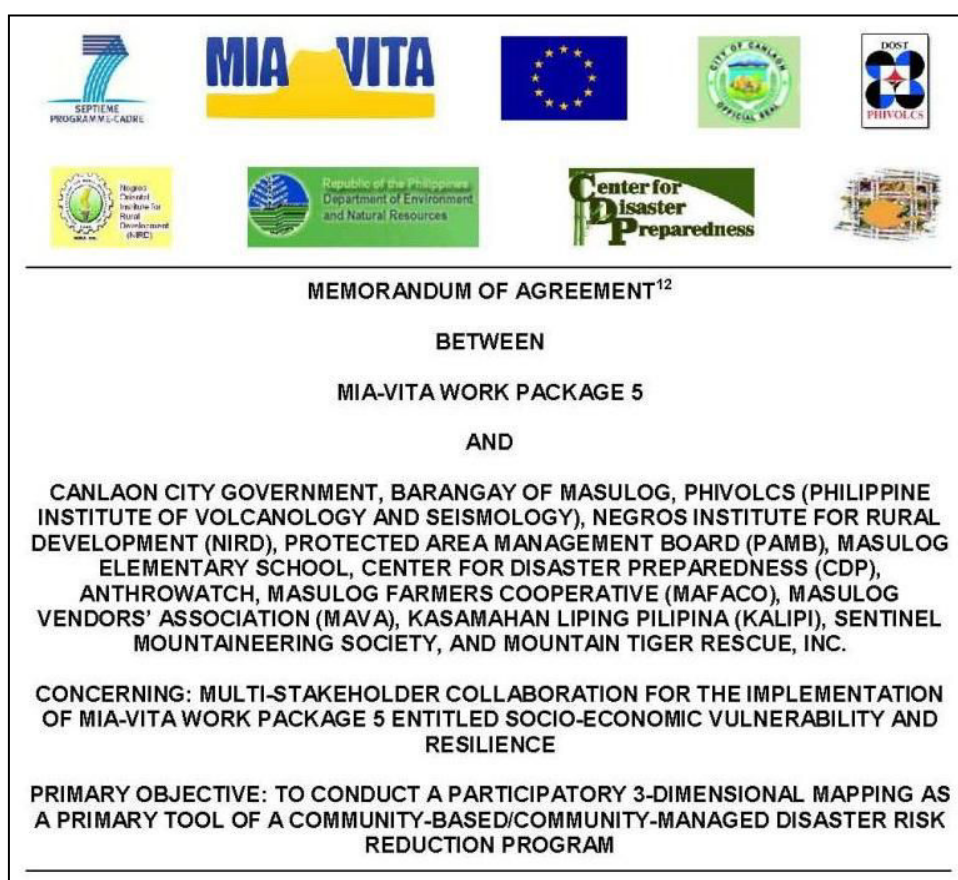 SEPTIEME
PROGRAMME-CADRE
MIA VITA
CITY OF CANLAON
OFFICIAL SEAL
DOST
PHIVOLCS
Negros
Oriental
Institute for
Rural
Development
(NIRD)
Republic of the Philippines
Department of Environment
and Natural Resources
Center for
Disaster
Preparedness
MEMORANDUM OF AGREEMENT12
BETWEEN
MIA-VITA WORK PACKAGE 5
AND
CANLAON CITY GOVERNMENT, BARANGAY OF MASULOG, PHIVOLCS (PHILIPPINE
INSTITUTE OF VOLCANOLOGY AND SEISMOLOGY), NEGROS INSTITUTE FOR RURAL
DEVELOPMENT (NIRD), PROTECTED AREA MANAGEMENT BOARD (PAMB), MASULOG
ELEMENTARY SCHOOL, CENTER FOR DISASTER PREPAREDNESS (CDP),
ANTHROWATCH, MASULOG FARMERS COOPERATIVE (MAFACO), MASULOG
VENDORS' ASSOCIATION (MAVA), KASAMAHAN LIPING PILIPINA (KALIPI), SENTINEL
MOUNTAINEERING SOCIETY, AND MOUNTAIN TIGER RESCUE, INC.
CONCERNING: MULTI-STAKEHOLDER COLLABORATION FOR THE IMPLEMENTATION
OF MIA-VITA WORK PACKAGE 5 ENTITLED SOCIO-ECONOMIC VULNERABILITY AND
RESILIENCE
PRIMARY OBJECTIVE: TO CONDUCT A PARTICIPATORY 3-DIMENSIONAL MAPPING AS
A PRIMARY TOOL OF A COMMUNITY-BASED/COMMUNITY-MANAGED DISASTER RISK
REDUCTION PROGRAM